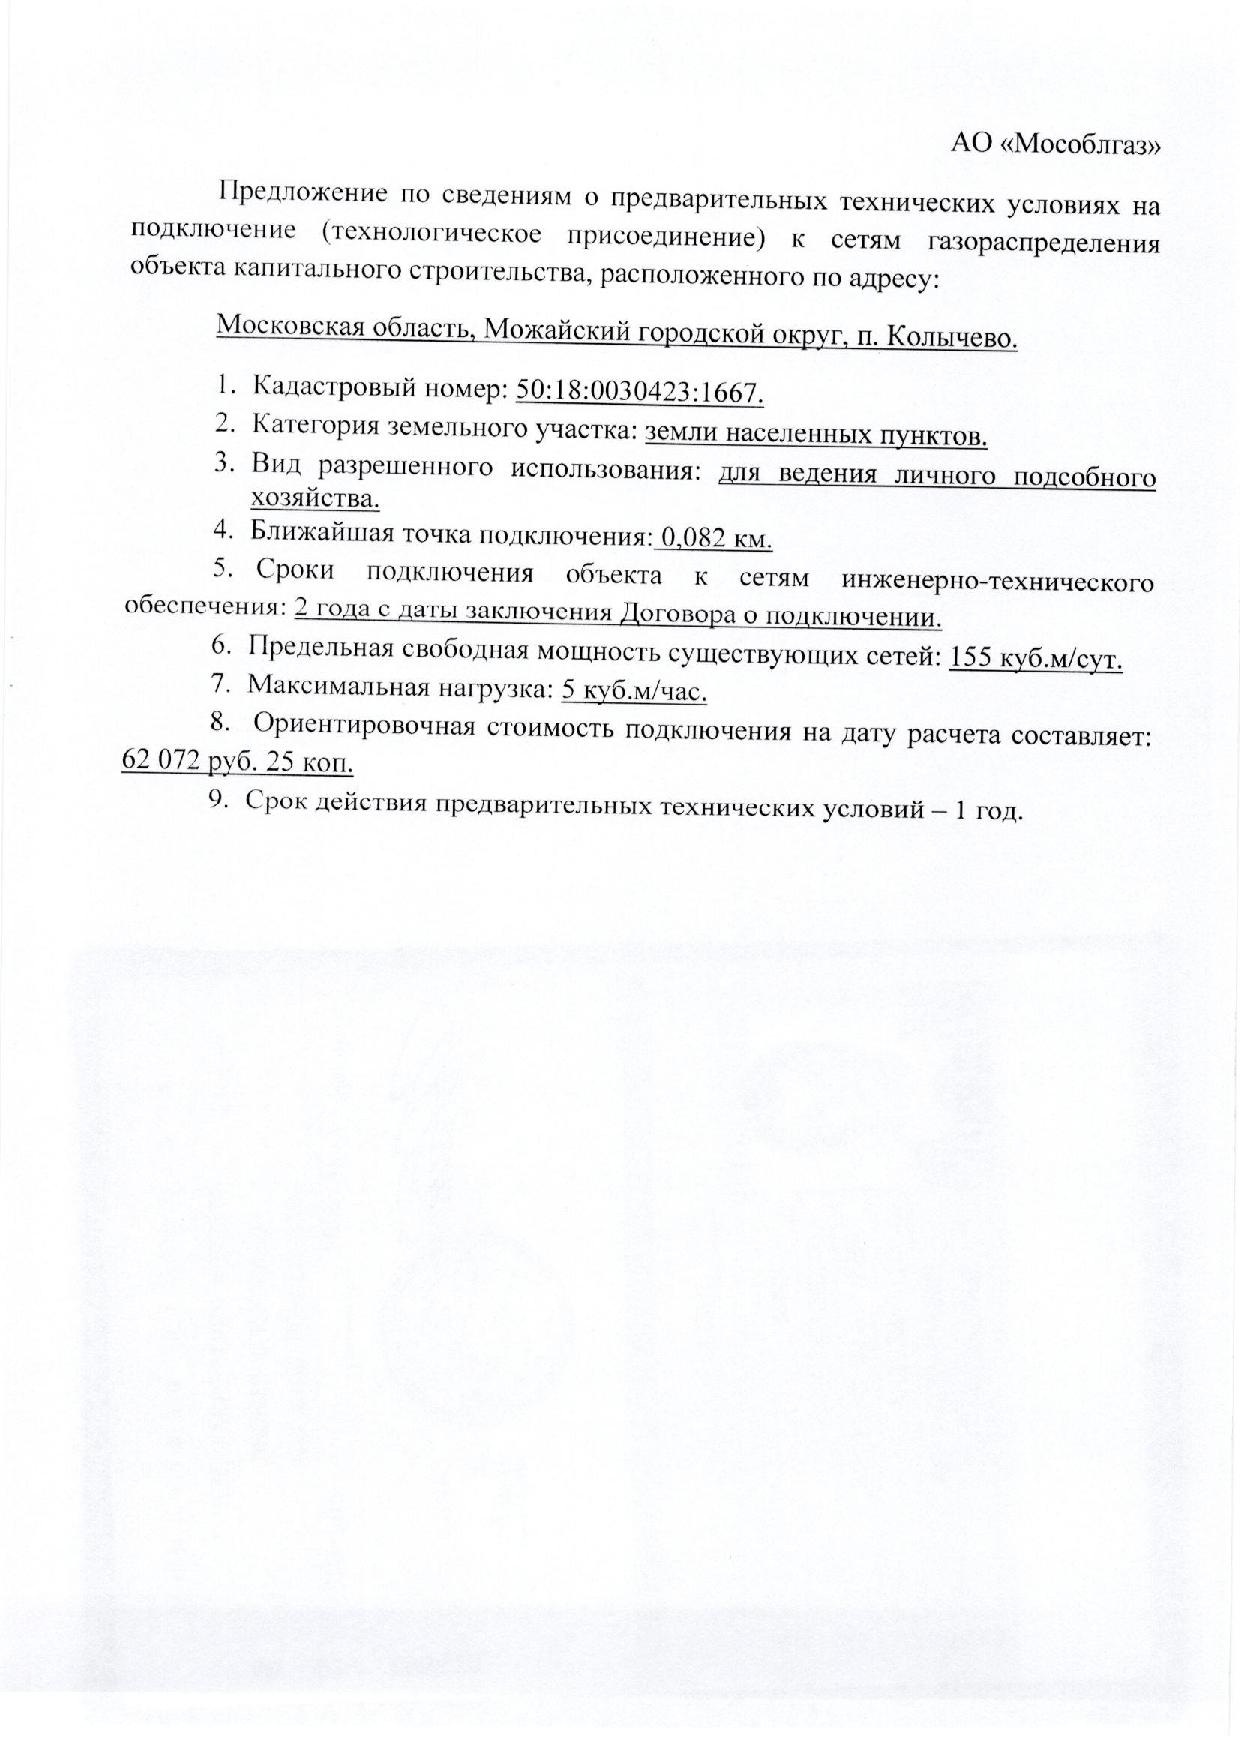 АО «Мособлгаз»
Предложение по сведениям о предварительных технических условиях на
подключение (технологическое присоединение) к сетям газораспределения
объекта капитального строительства, расположенного по адресу:
Московская область, Можайский городской округ, п. Колычево.
1. Кадастровый номер: 50:18:0030423:1667.
2. Категория земельного участка: земли населенных пунктов.
3. Вид разрешенного использования: для ведения личного подсобного
хозяйства.
4. Ближайшая точка подключения: 0,082 км.
5. Сроки подключения объекта к сетям инженерно-технического
обеспечения: 2 года с даты заключения Договора о подключении.
6. Предельная свободная мощность существующих сетей: 155 куб.м/сут.
7. Максимальная нагрузка: 5 куб.м/час.
8. Ориентировочная стоимость подключения на дату расчета составляет:
62 072 руб. 25 коп.
9. Срок действия предварительных технических условий – 1 год.